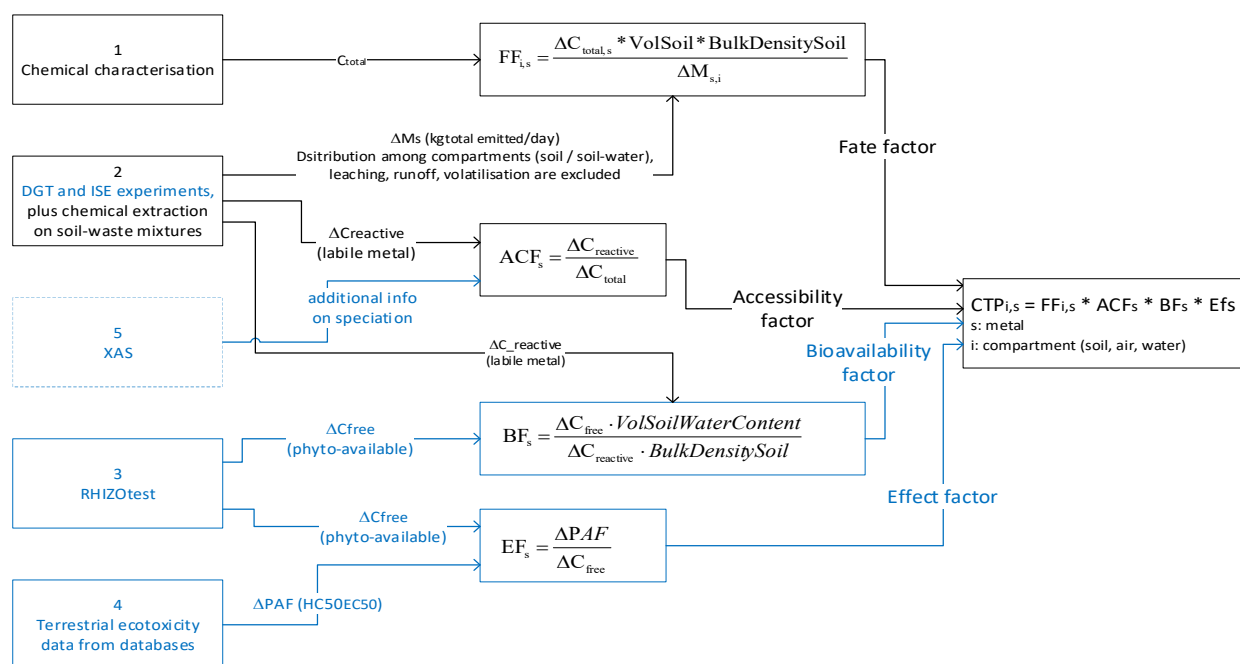 1
Chemical characterisation
Ctotal
FFi,s = ΔCtotal,s *VolSoil*BulkDensitySoil / ΔMs,i
ΔMs (kgtotal emitted/day)
Dsitribution among compartments (soil / soil-water),
leaching, runoff, volatilisation are excluded
Fate factor
2
DGT and ISE experiments,
plus chemical extraction
on soil-waste mixtures
ΔCreactive
(labile metal)
ACFs = ΔCreactive / ΔCtotal
additional info
on speciation
Accessibility
factor
CTPi,s = FFi,s * ACFs * BFs * Efs
s: metal
i: compartment (soil, air, water)
5
XAS
ΔC_reactive
(labile metal)
Bioavailability
factor
3
RHIZOtest
ΔCfree
(phyto-available)
BFs = ΔCfree · VolSoilWaterContent / ΔCreactive · BulkDensitySoil
ΔCfree
(phyto-available)
EFs = ΔPAF / ΔCfree
Effect factor
4
Terrestrial ecotoxicity
data from databases
ΔPAF (HC50EC50)